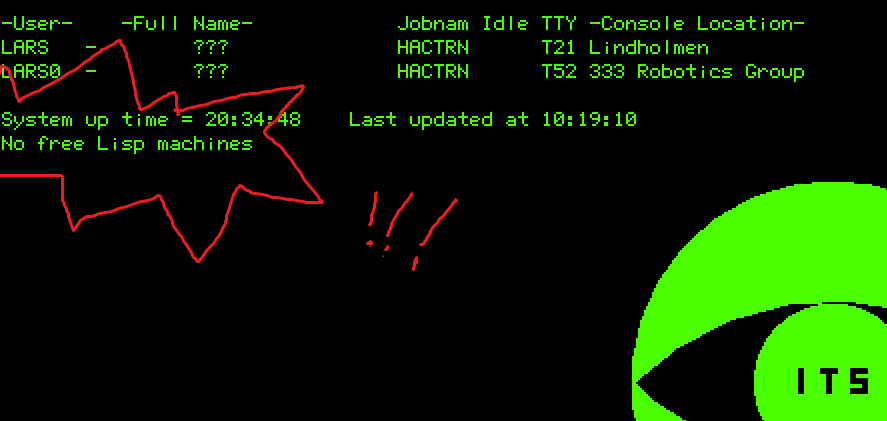 -User-    -Full Name-            Jobnam Idle TTY -Console Location-
LARS   -        ???              HACTRN      T21 Lindholmen
LARS0  -        ???              HACTRN      T52 333 Robotics Group
System up time = 20:34:48    Last updated at 10:19:10
No free Lisp machines
!!!
ITS